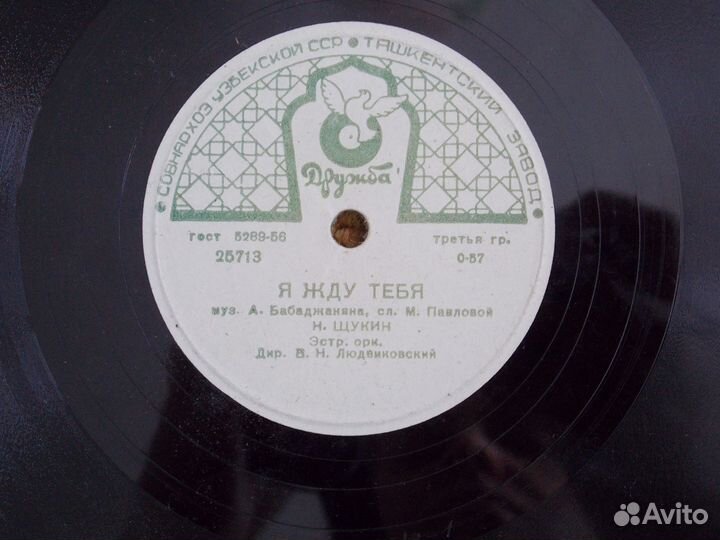 • СОВНАРХОЗ УЗБЕКСКОЙ ССР • ТАШКЕНТСКИЙ ЗАВОД •
Дружба
гост 5289-56
третья гр.
25713
0-57
Я ЖДУ ТЕБЯ
муз. А. Бабаджаняна, сл. М. Павловой
Н. ЩУКИН
Эстр. орк.
Дир. В. Н. Людвиковский
Avito